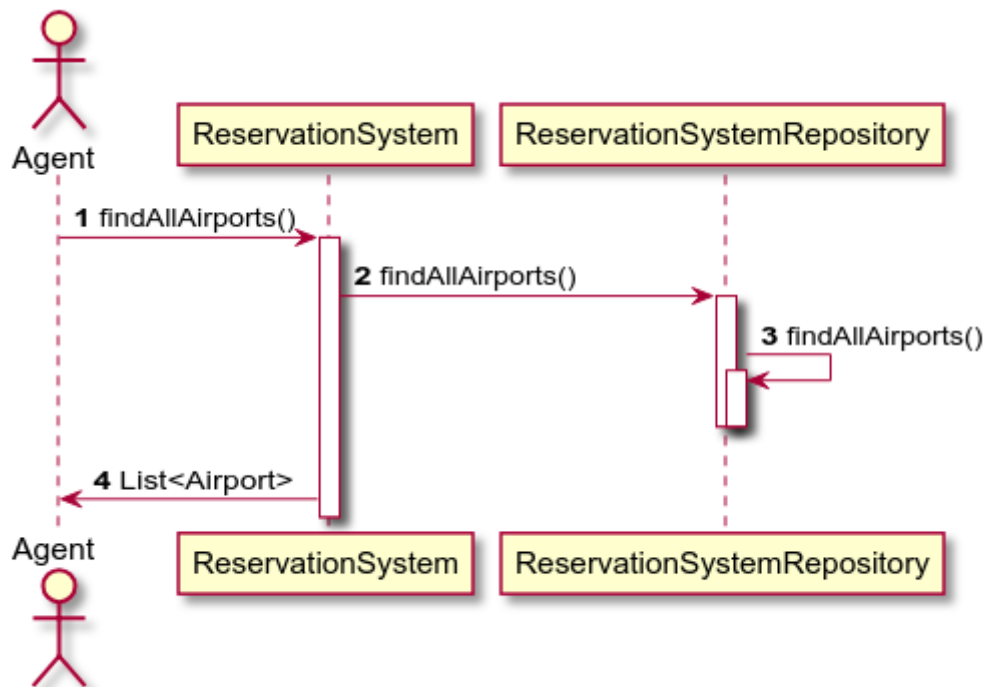 Agent
ReservationSystem
ReservationSystemRepository
1 findAllAirports()
2 findAllAirports()
3 findAllAirports()
4 List<Airport>
Agent
ReservationSystem
ReservationSystemRepository